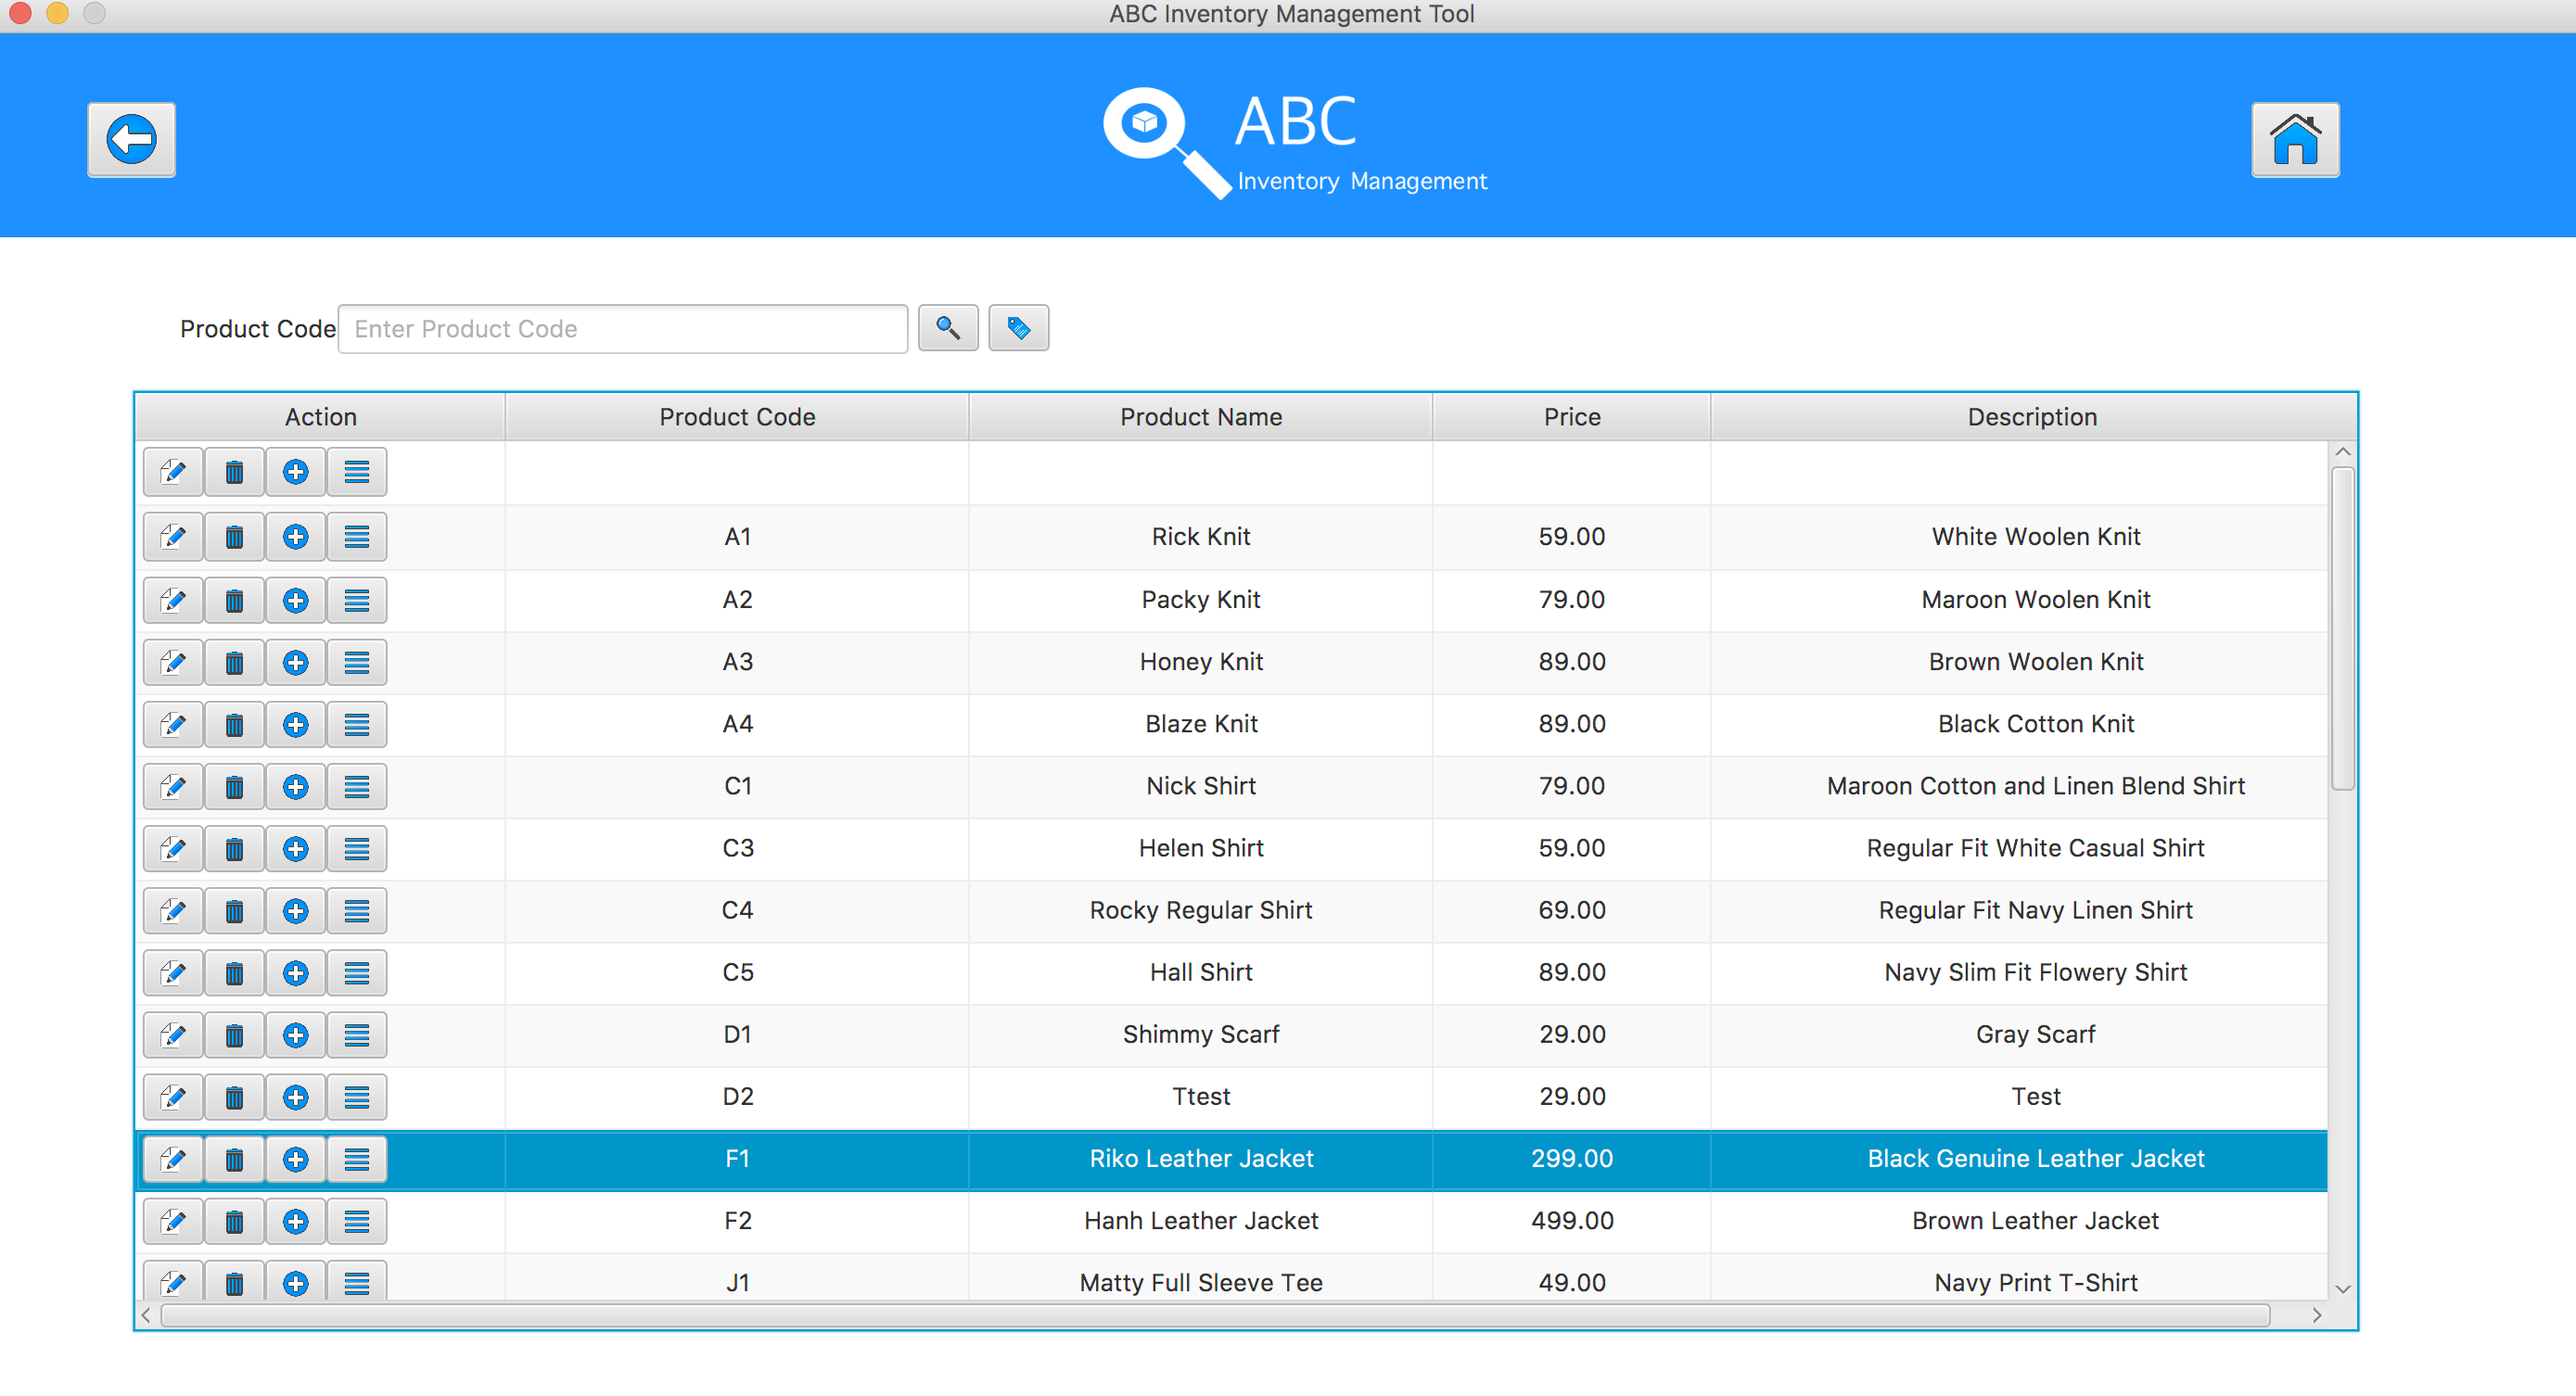 ABC Inventory Management Tool
ABC
Inventory Management
Product Code Enter Product Code
Action Product Code Product Name Price Description
A1 Rick Knit 59.00 White Woolen Knit
A2 Packy Knit 79.00 Maroon Woolen Knit
A3 Honey Knit 89.00 Brown Woolen Knit
A4 Blaze Knit 89.00 Black Cotton Knit
C1 Nick Shirt 79.00 Maroon Cotton and Linen Blend Shirt
C3 Helen Shirt 59.00 Regular Fit White Casual Shirt
C4 Rocky Regular Shirt 69.00 Regular Fit Navy Linen Shirt
C5 Hall Shirt 89.00 Navy Slim Fit Flowery Shirt
D1 Shimmy Scarf 29.00 Gray Scarf
D2 Ttest 29.00 Test
F1 Riko Leather Jacket 299.00 Black Genuine Leather Jacket
F2 Hanh Leather Jacket 499.00 Brown Leather Jacket
J1 Matty Full Sleeve Tee 49.00 Navy Print T-Shirt